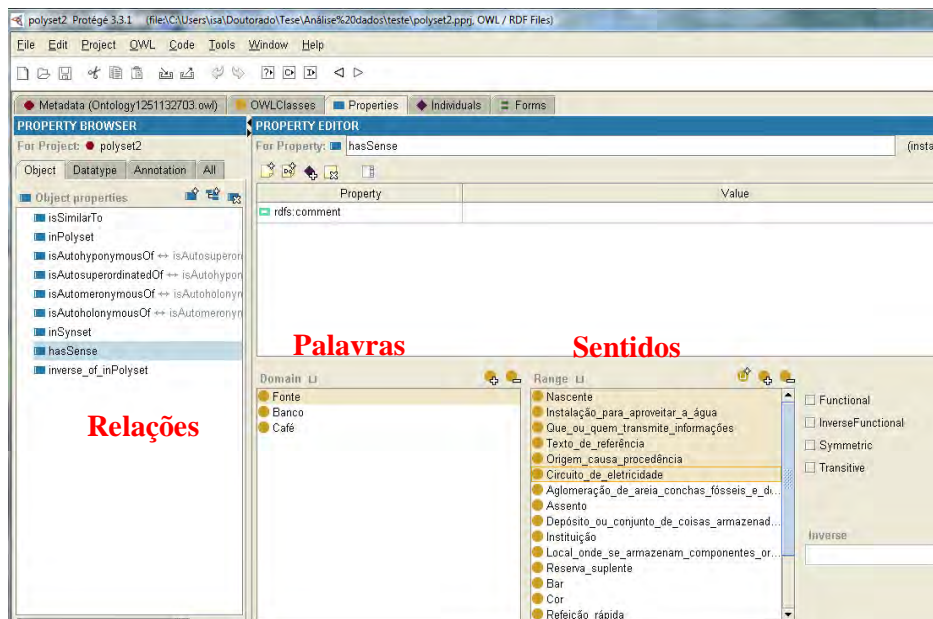 polyset2 Protégé 3.3.1 (file:\C:\Users\isa\Doutorado\Tese\Análise%20dados\teste\polyset2.pprj, OWL / RDF Files)
File Edit Project OWL Code Tools Window Help
Metadata (Ontology1251132703.owl) OWLClasses Properties Individuals Forms
PROPERTY BROWSER
PROPERTY EDITOR
For Project: polyset2
For Property: hasSense (insta
Object Datatype Annotation All
Object properties
Property Value
rdfs:comment
isSimilarTo
inPolyset
isAutohyponymousOf ↔ isAutosuperor
isAutosuperordinatedOf ↔ isAutohypon
isAutomeronymousOf ↔ isAutoholonyn
isAutoholonymousOf ↔ isAutomeronyn
inSynset
hasSense
inverse_of_inPolyset
Relações
Palavras
Sentidos
Domain ⊔
Fonte
Banco
Café
Range ⊔
Nascente
Instalação_para_aproveitar_a_água
Que_ou_quem_transmite_informações
Texto_de_referência
Origem_causa_procedência
Circuito_de_eletricidade
Aglomeração_de_areia_conchas_fósseis_e_d...
Assento
Depósito_ou_conjunto_de_coisas_armazenad...
Instituição
Local_onde_se_armazenam_componentes_or...
Reserva_suplente
Bar
Cor
Refeição_rápida
Functional
InverseFunctional
Symmetric
Transitive
Inverse